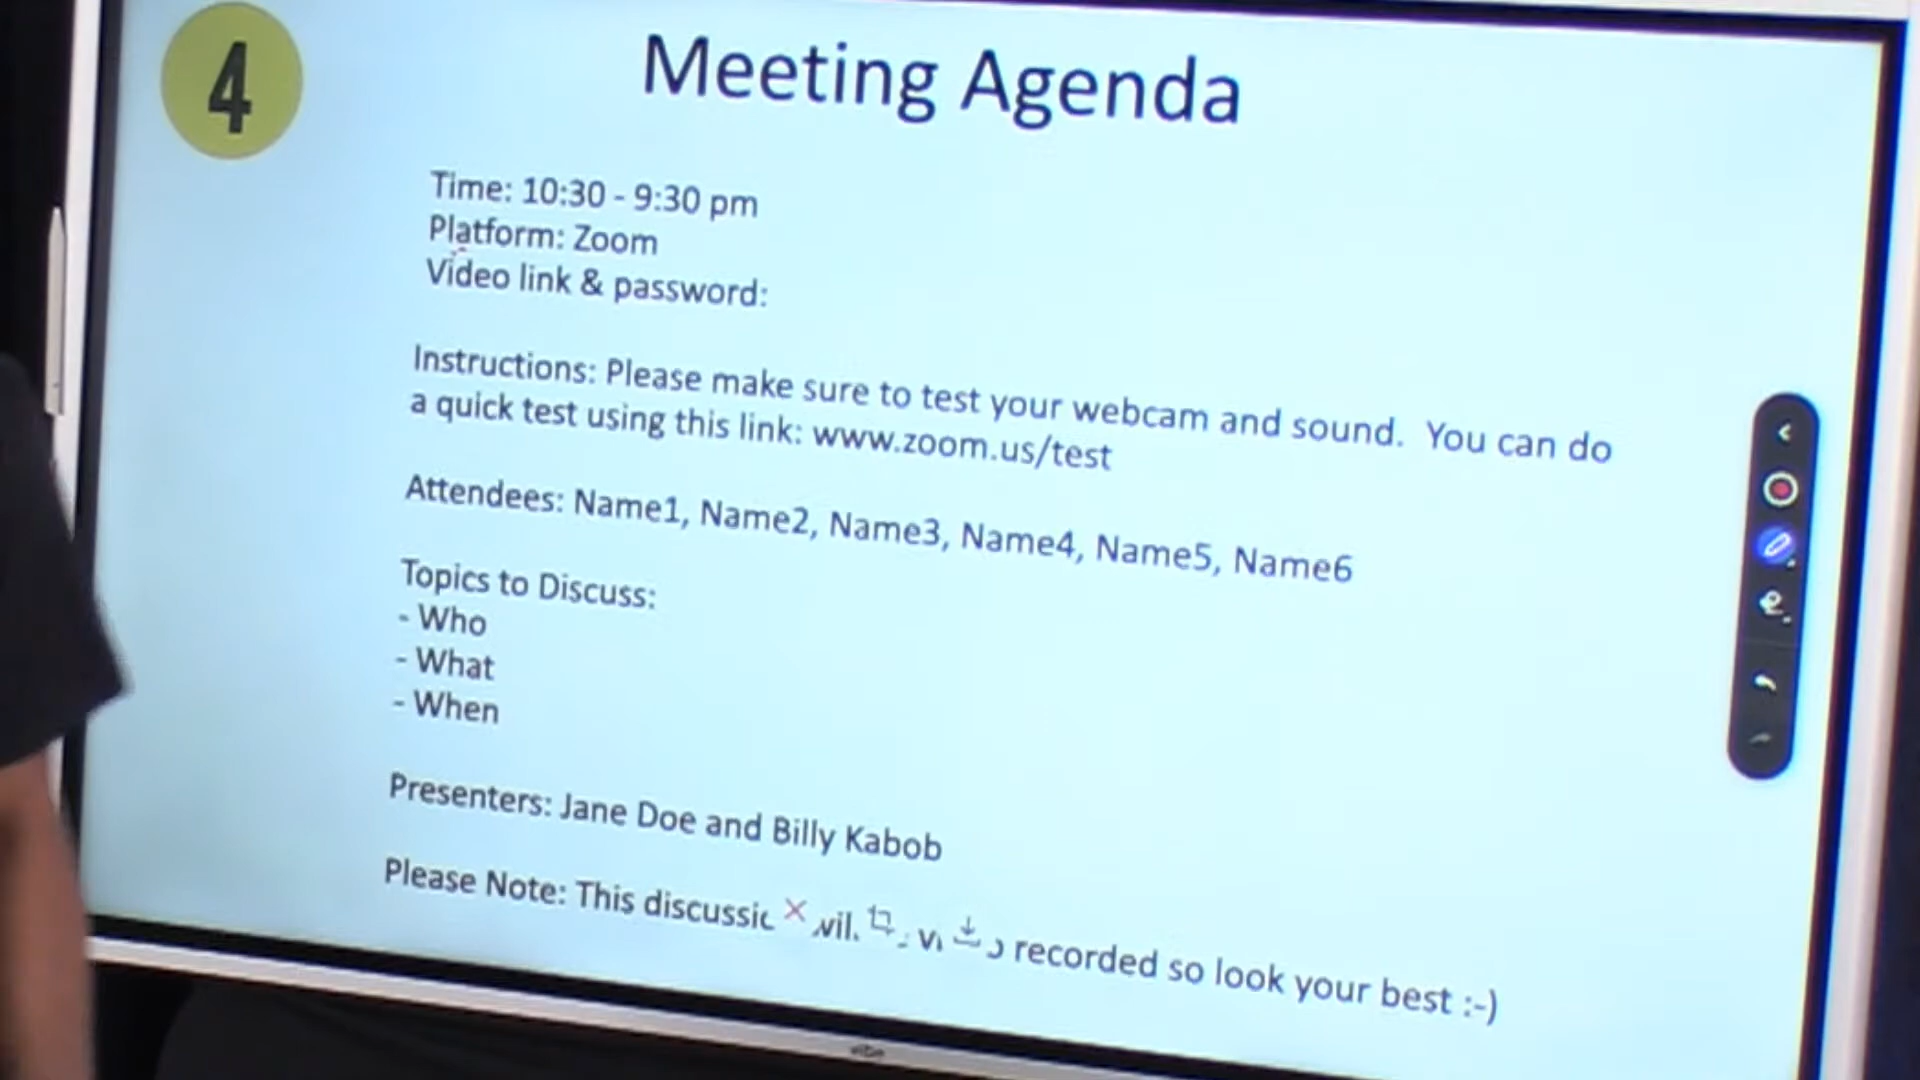 4
Meeting Agenda
Time: 10:30 - 9:30 pm
Platform: Zoom
Video link & password:
Instructions: Please make sure to test your webcam and sound. You can do
a quick test using this link: www.zoom.us/test
Attendees: Name1, Name2, Name3, Name4, Name5, Name6
Topics to Discuss:
- Who
- What
- When
Presenters: Jane Doe and Billy Kabob
Please Note: This recorded so look your best :-)